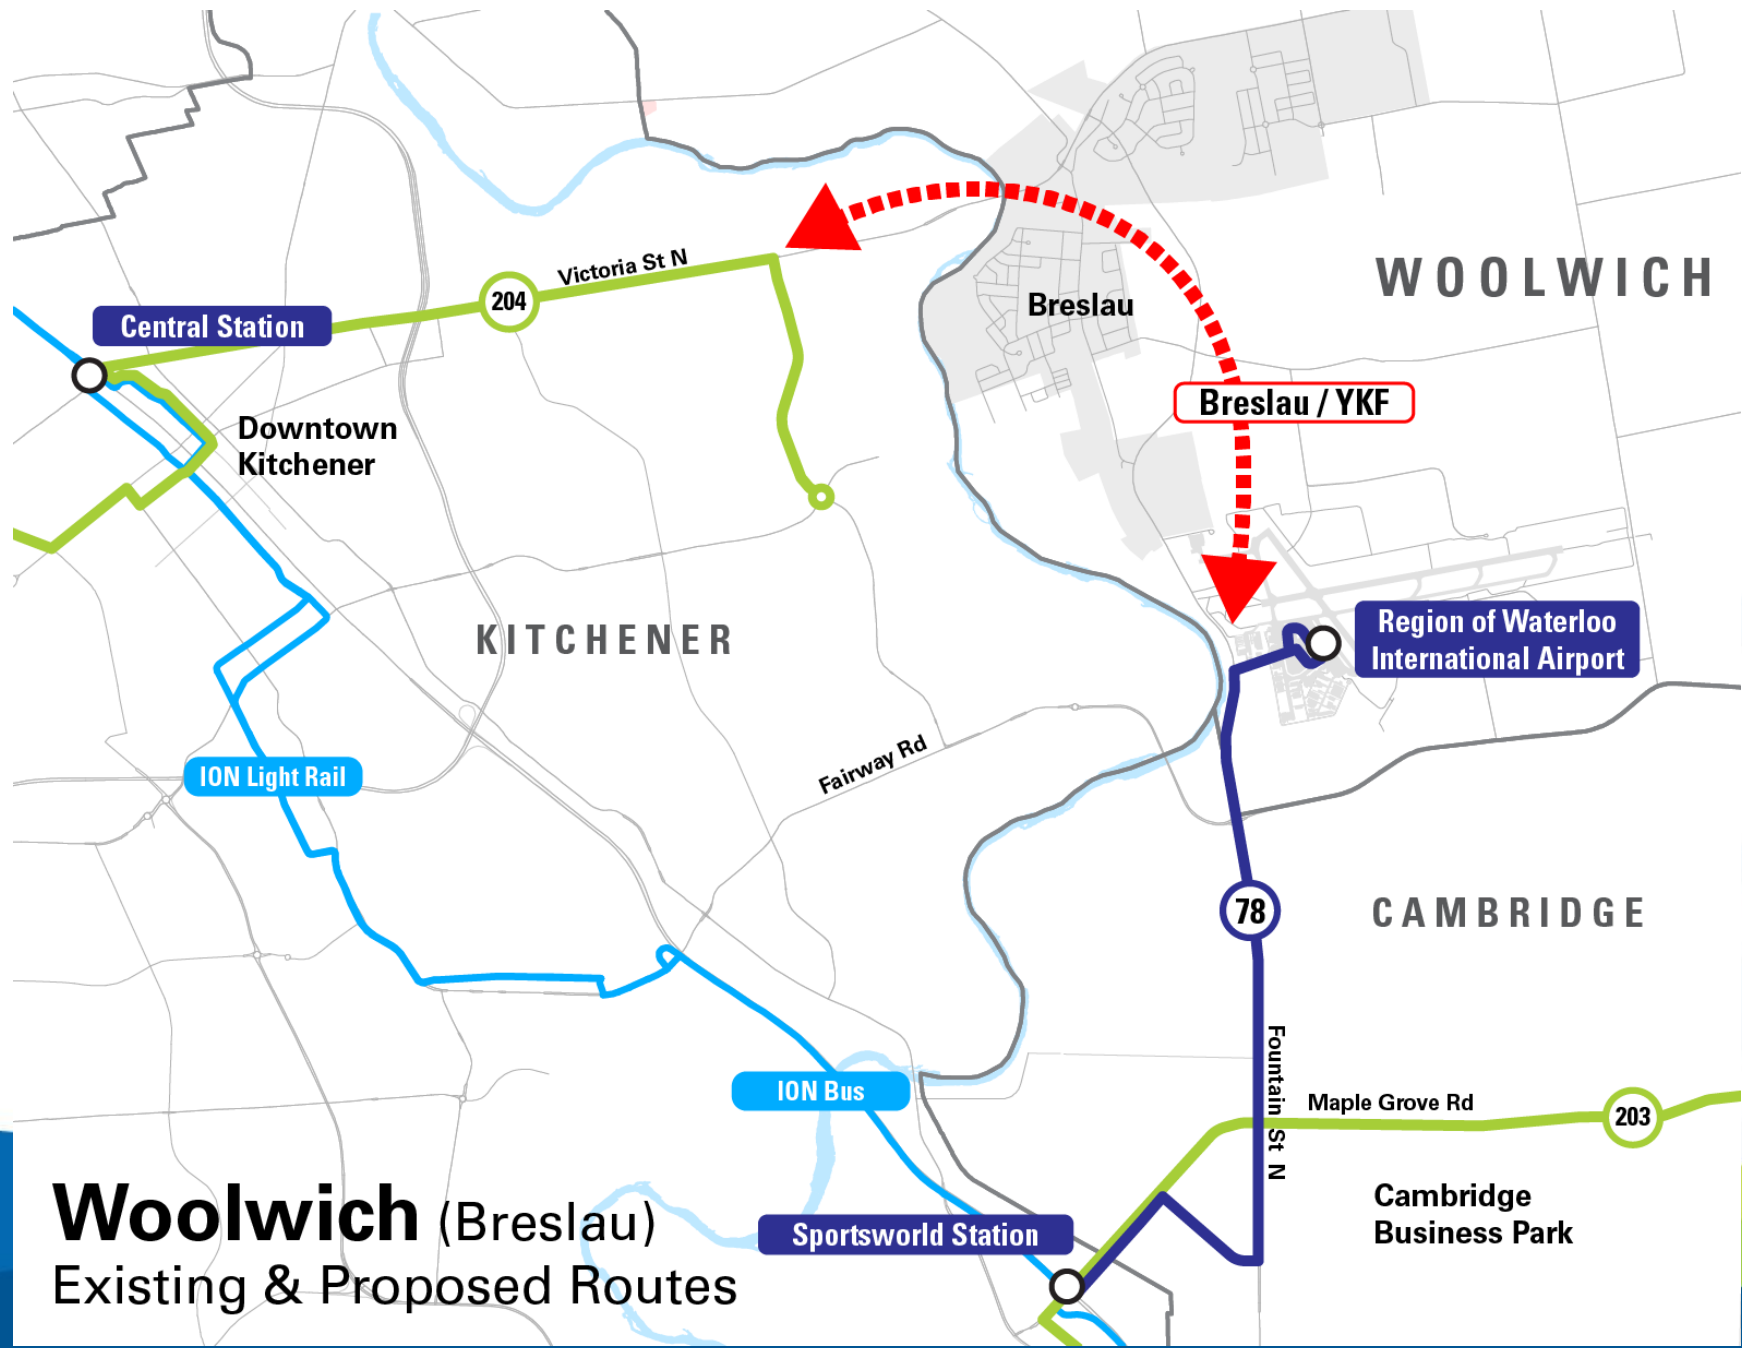 WOOLWICH
Victoria St N
204
Breslau
Central Station
Breslau / YKF
Downtown
Kitchener
KITCHENER
Region of Waterloo
International Airport
Fairway Rd
ION Light Rail
78
CAMBRIDGE
Fountain St N
ION Bus
Maple Grove Rd
203
Cambridge
Business Park
Sportsworld Station
Woolwich (Breslau)
Existing & Proposed Routes